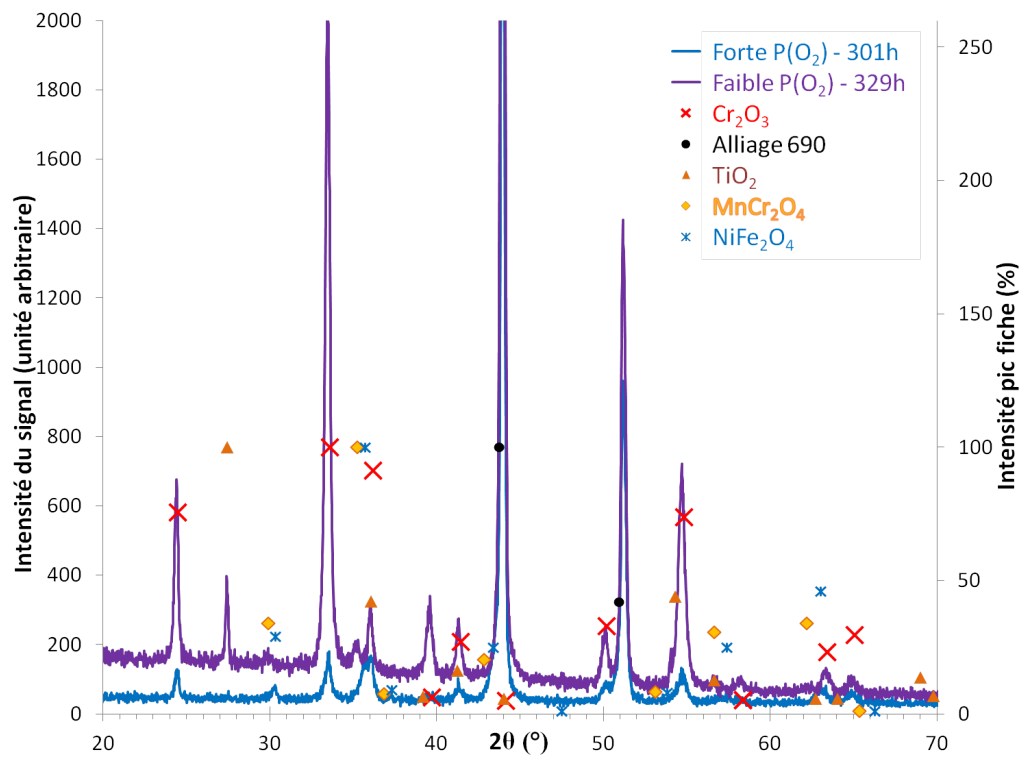 Intensité du signal (unité arbitraire)
2000
1800
1600
1400
1200
1000
800
600
400
200
0
Forte P(O₂) - 301h
Faible P(O₂) - 329h
Cr₂O₃
Alliage 690
TiO₂
MnCr₂O₄
NiFe₂O₄
250
200
150
100
50
0
Intensité pic fiche (%)
20
30
40
50
60
70
2θ (°)